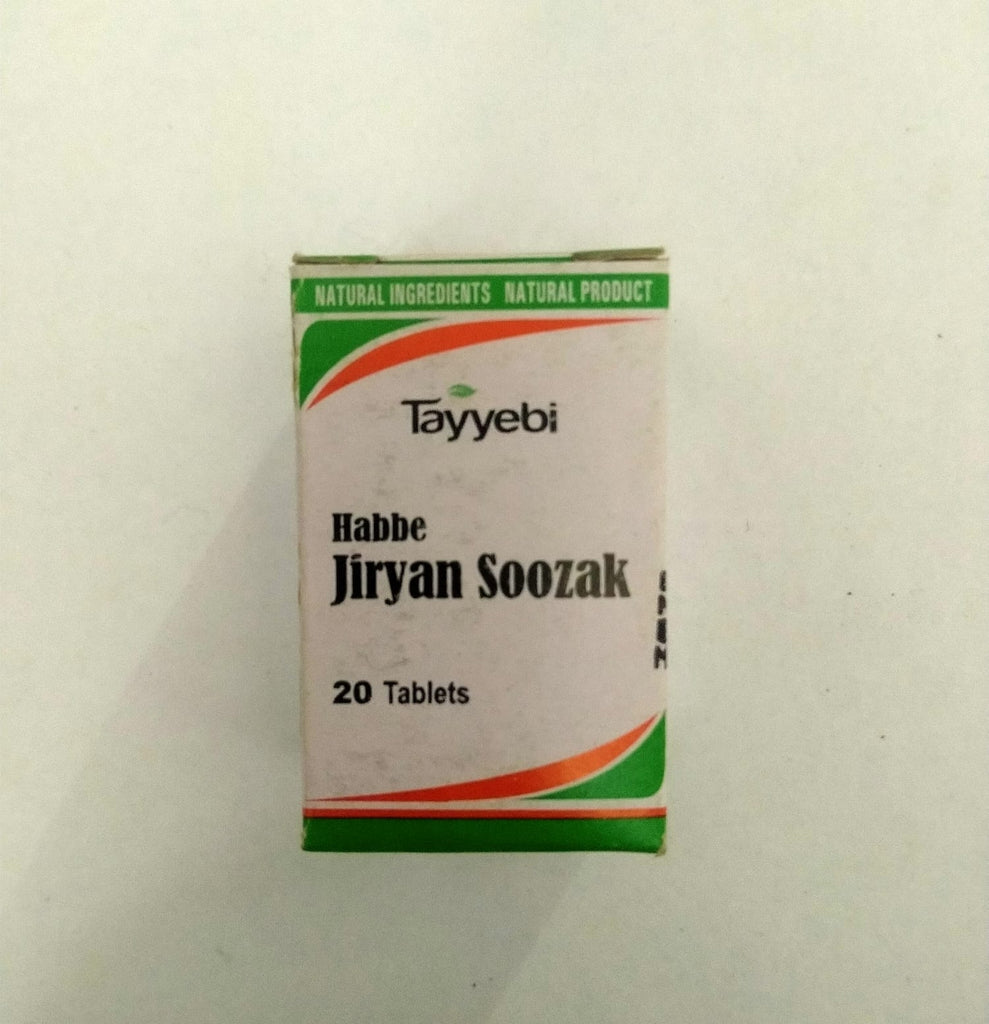 NATURAL INGREDIENTS NATURAL PRODUCT
Tayyebi
Habbe
Jiryan Soozak
20 Tablets